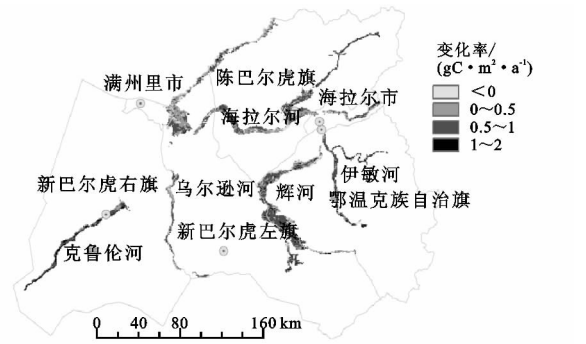 变化率/
(gC·m²·a⁻¹)
<0
0~0.5
0.5~1
1~2
满州里市
陈巴尔虎旗
海拉尔市
海拉尔河
伊敏河
新巴尔虎右旗
乌尔逊河
辉河
鄂温克族自治旗
新巴尔虎左旗
克鲁伦河
0 40 80 160 km